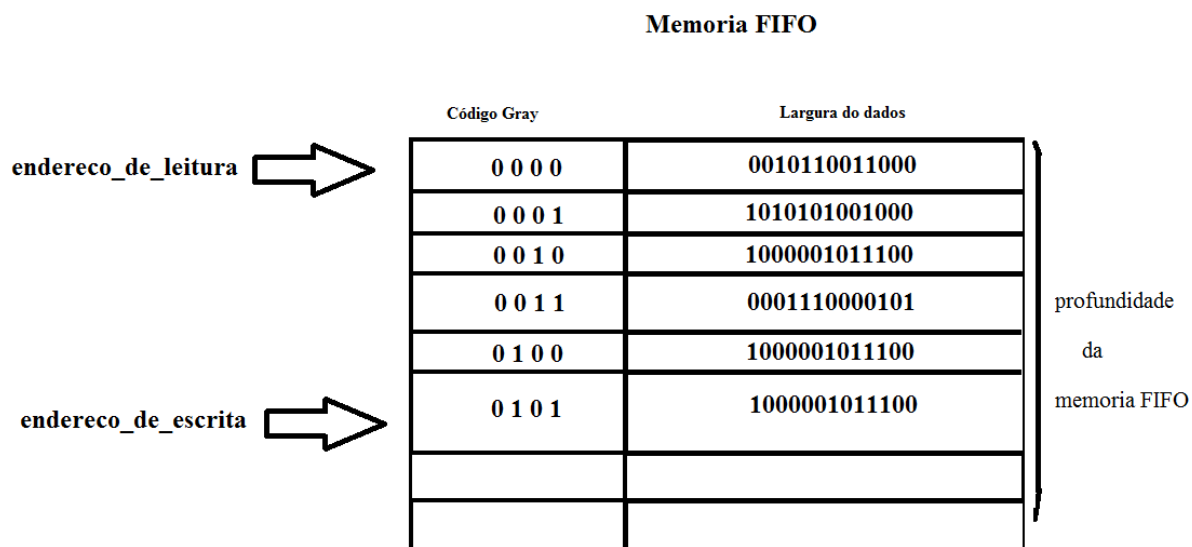 Memoria FIFO
Código Gray Largura do dados
endereco_de_leitura 0 0 0 0 0010110011000
0 0 0 1 1010101001000
0 0 1 0 1000001011100
0 0 1 1 0001110000101 profundidade
0 1 0 0 1000001011100 da
endereco_de_escrita 0 1 0 1 1000001011100 memoria FIFO